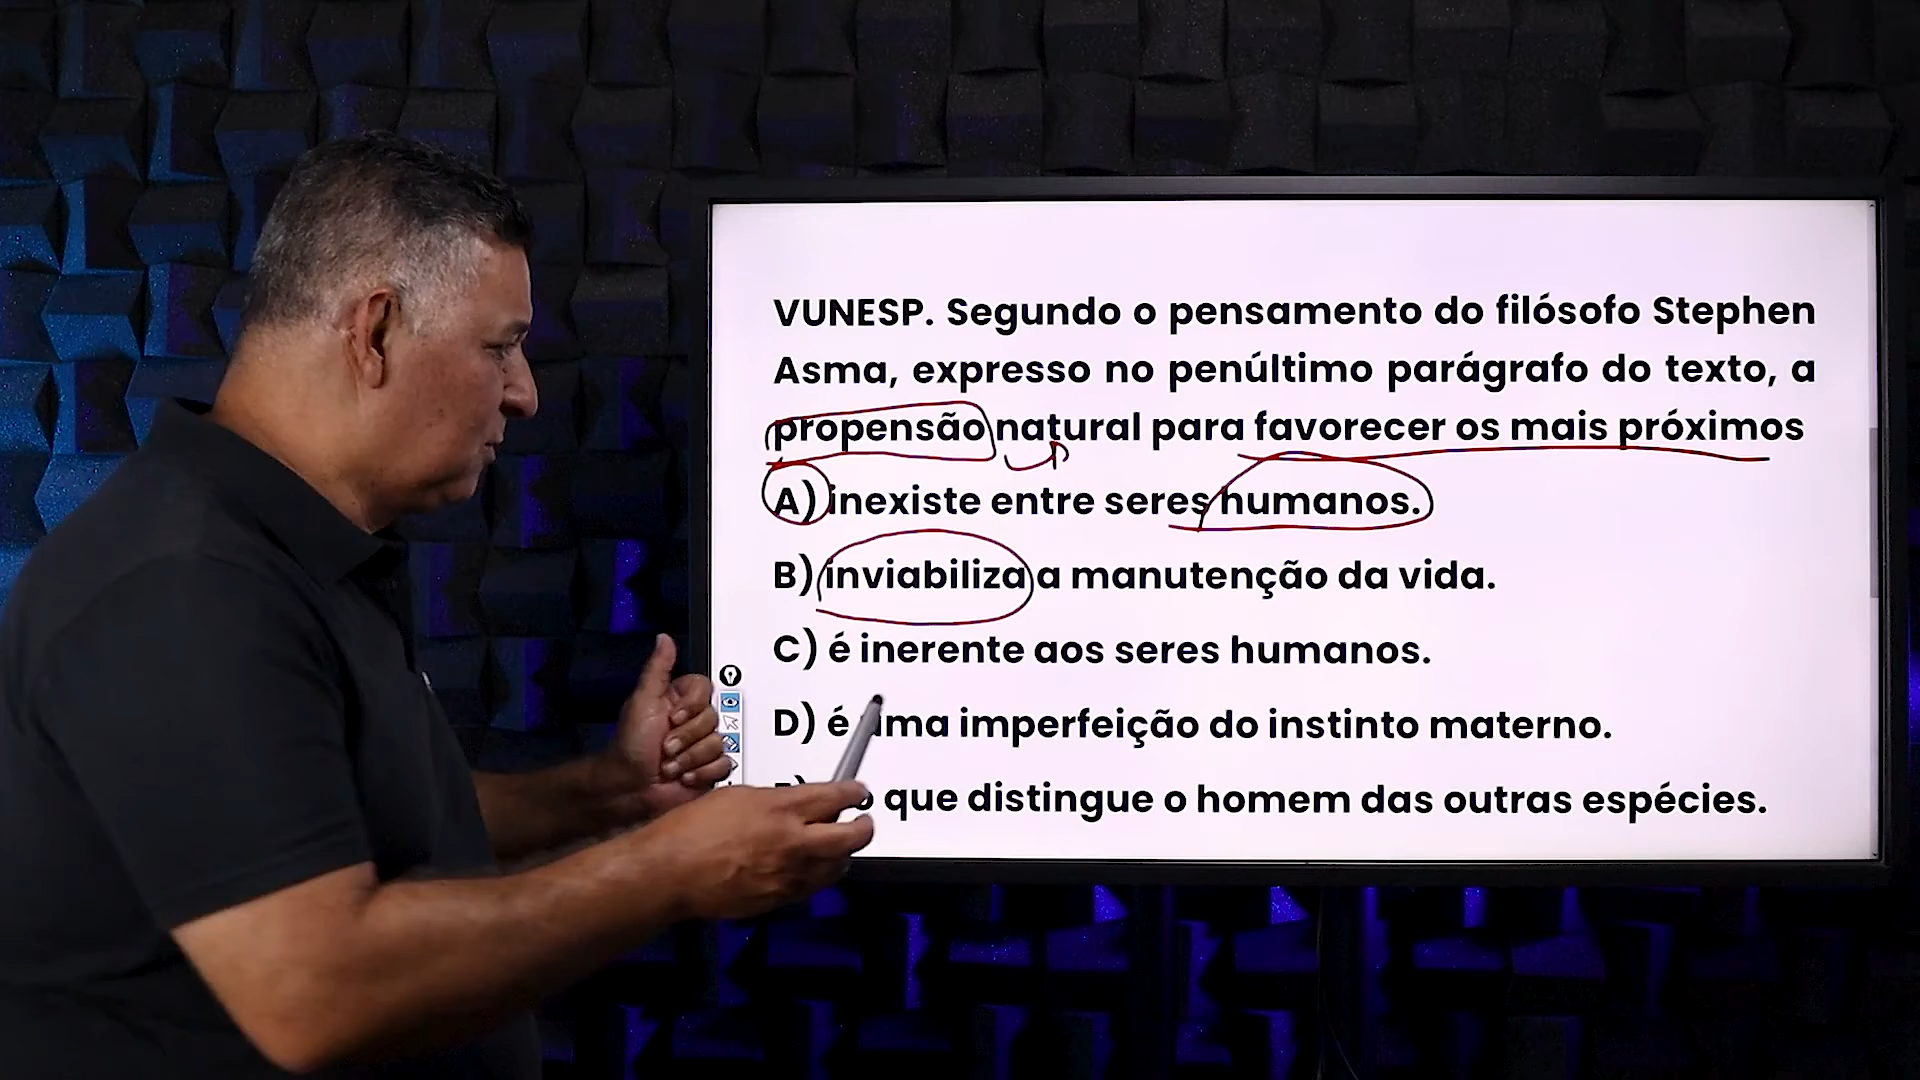 VUNESP. Segundo o pensamento do filósofo Stephen
Asma, expresso no penúltimo parágrafo do texto, a
propensão natural para favorecer os mais próximos
A) inexiste entre seres humanos.
B) inviabiliza a manutenção da vida.
C) é inerente aos seres humanos.
D) é uma imperfeição do instinto materno.
o que distingue o homem das outras espécies.